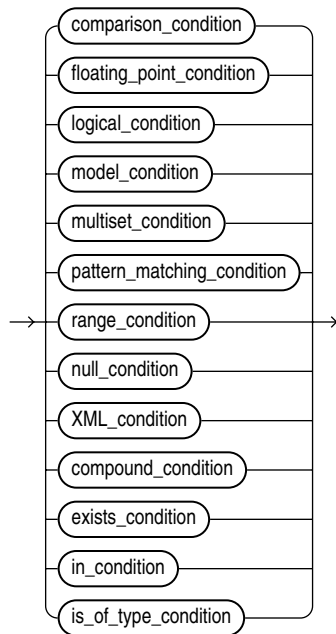 comparison_condition
floating_point_condition
logical_condition
model_condition
multiset_condition
pattern_matching_condition
range_condition
null_condition
XML_condition
compound_condition
exists_condition
in_condition
is_of_type_condition